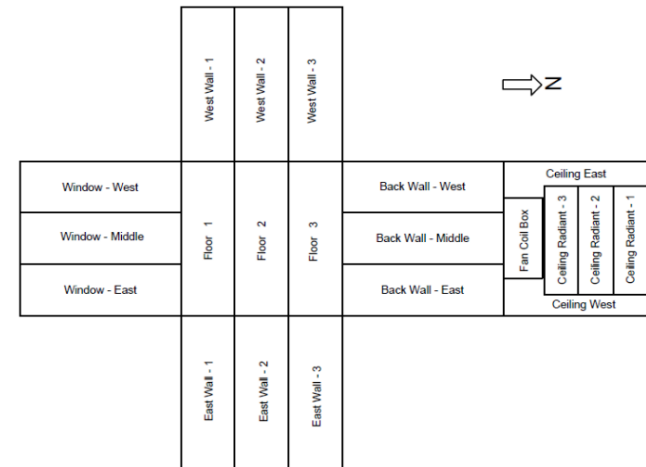 West Wall - 1
West Wall - 2
West Wall - 3
N
Window - West
Window - Middle
Window - East
Floor 1
Floor 2
Floor 3
Back Wall - West
Back Wall - Middle
Back Wall - East
Ceiling East
Fan Coil Box
Ceiling Radiant - 3
Ceiling Radiant - 2
Ceiling Radiant - 1
Ceiling West
East Wall - 1
East Wall - 2
East Wall - 3